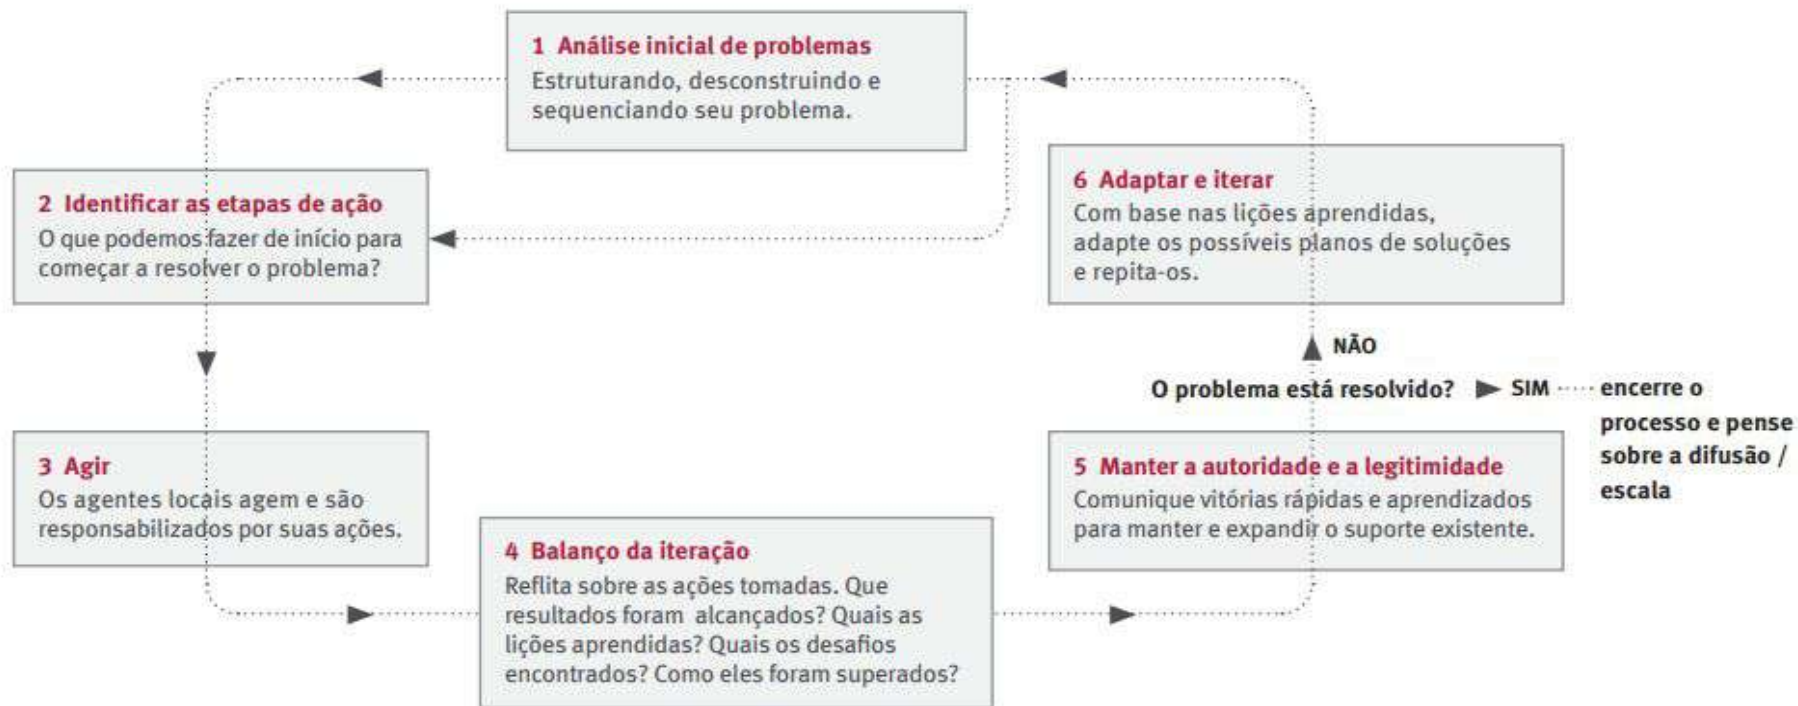 1 Análise inicial de problemas
Estruturando, desconstruindo e
sequenciando seu problema.
2 Identificar as etapas de ação
O que podemos fazer de início para
começar a resolver o problema?
3 Agir
Os agentes locais agem e são
responsabilizados por suas ações.
4 Balanço da iteração
Reflita sobre as ações tomadas. Que
resultados foram alcançados? Quais as
lições aprendidas? Quais os desafios
encontrados? Como eles foram superados?
5 Manter a autoridade e a legitimidade
Comunique vitórias rápidas e aprendizados
para manter e expandir o suporte existente.
O problema está resolvido?
SIM
encerre o
processo e pense
sobre a difusão /
escala
NÃO
6 Adaptar e iterar
Com base nas lições aprendidas,
adapte os possíveis planos de soluções
e repita-os.